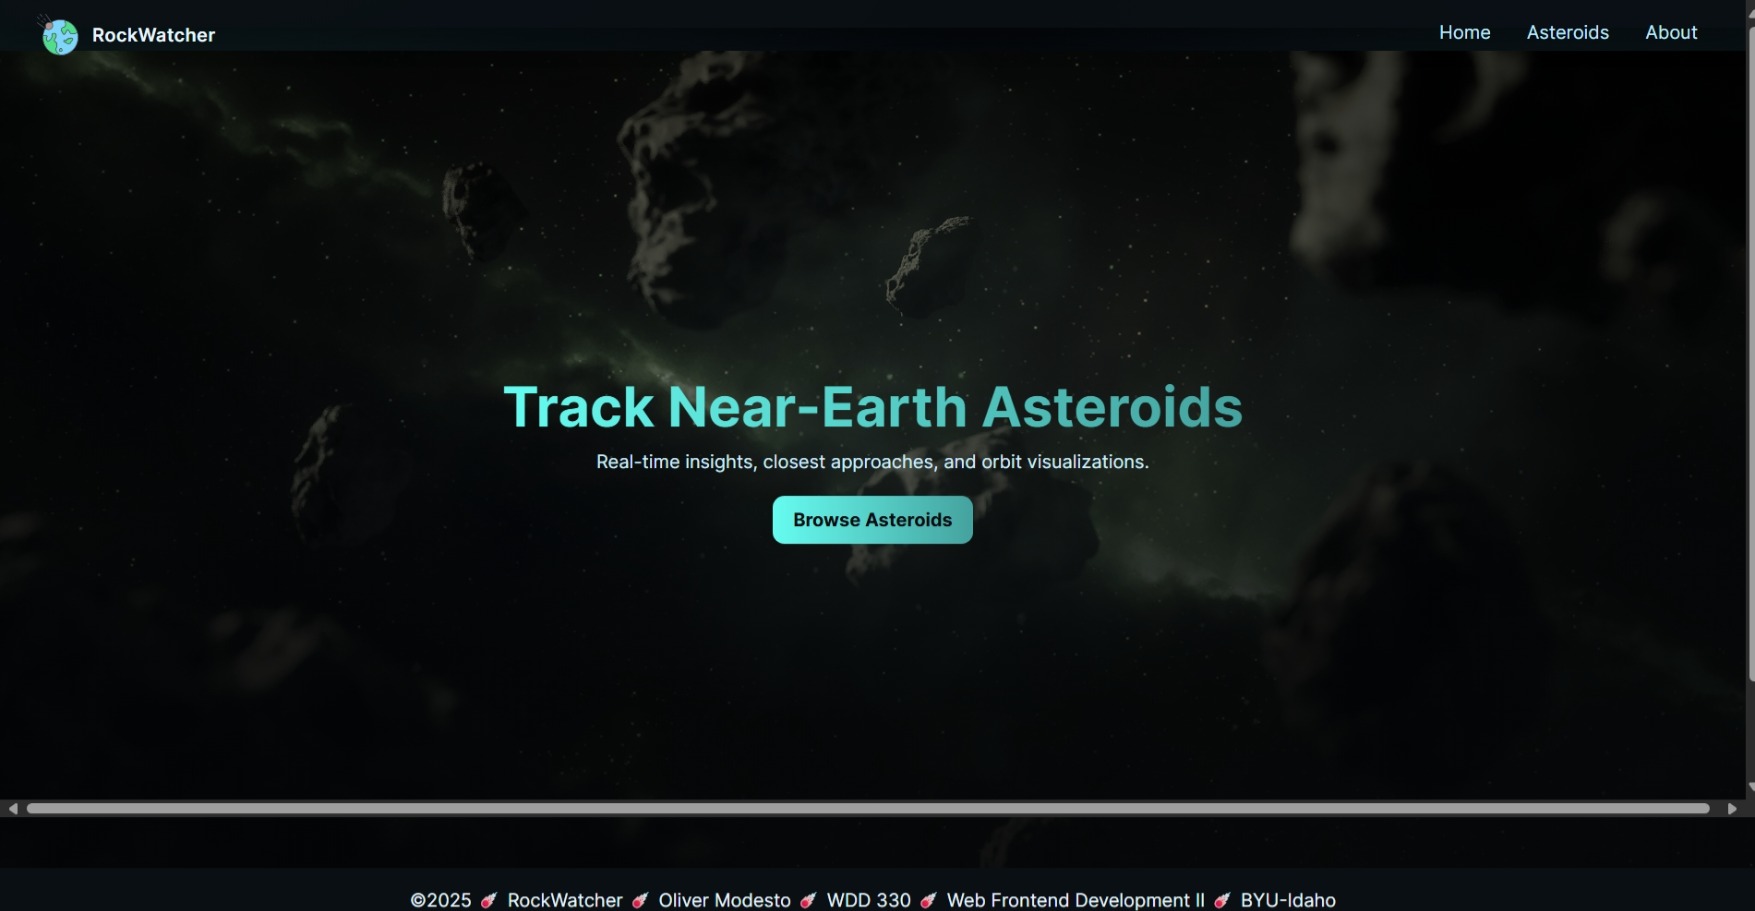 RockWatcher
Home Asteroids About
Track Near-Earth Asteroids
Real-time insights, closest approaches, and orbit visualizations.
Browse Asteroids
©2025 ☄️ RockWatcher ☄️ Oliver Modesto ☄️ WDD 330 ☄️ Web Frontend Development II ☄️ BYU-Idaho